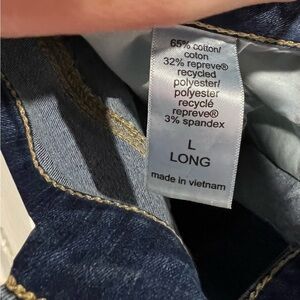 65% cotton/
coton
32% repreve®
recycled
polyester/
polyester
recyclé
repreve®
3% spandex
L
LONG
made in vietnam